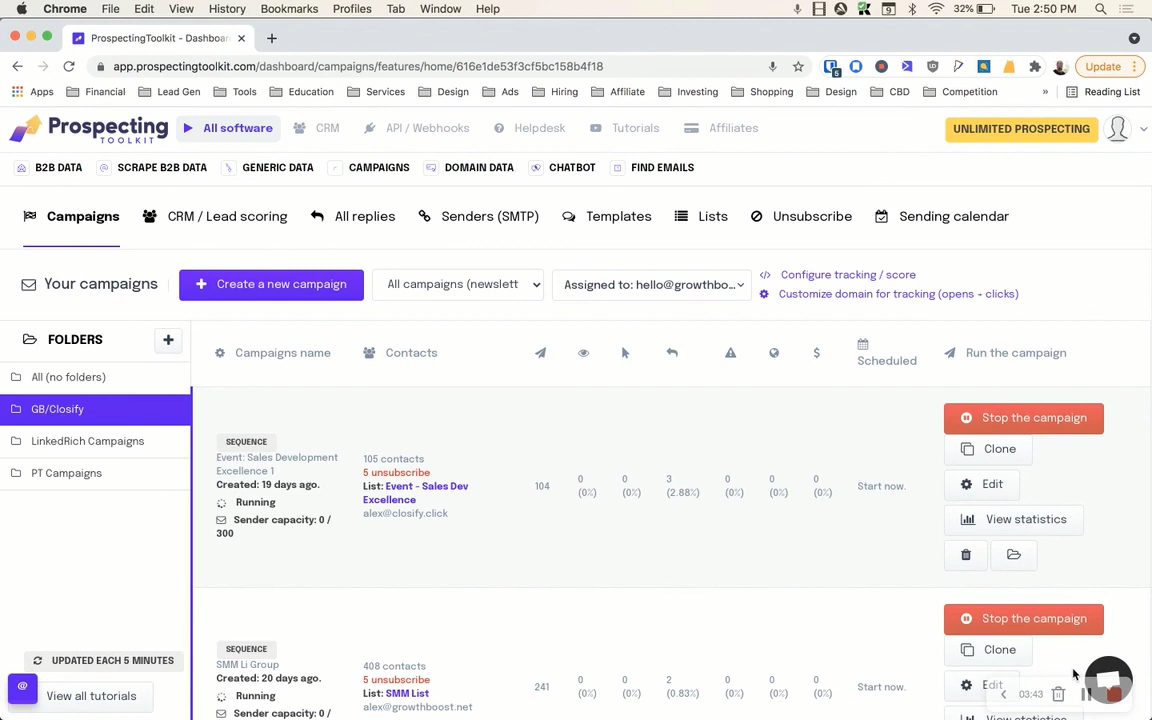 Chrome File Edit View History Bookmarks Profiles Tab Window Help 9 32% Tue 2:50 PM
ProspectingToolkit - Dashboar
app.prospectingtoolkit.com/dashboard/campaigns/features/home/616e1de53f3cf5bc158b4f18 5 Update
Apps Financial Lead Gen Tools Education Services Design Ads Hiring Affiliate Investing Shopping Design CBD Competition » Reading List
Prospecting
TOOLKIT
All software CRM API / Webhooks Helpdesk Tutorials Affiliates UNLIMITED PROSPECTING
B2B DATA SCRAPE B2B DATA GENERIC DATA CAMPAIGNS DOMAIN DATA CHATBOT FIND EMAILS
Campaigns CRM / Lead scoring All replies Senders (SMTP) Templates Lists Unsubscribe Sending calendar
Your campaigns + Create a new campaign All campaigns (newslett Assigned to: hello@growthbo...
</> Configure tracking / score
Customize domain for tracking (opens + clicks)
FOLDERS +
All (no folders)
GB/Closify
LinkedRich Campaigns
PT Campaigns
UPDATED EACH 5 MINUTES
@ View all tutorials
Campaigns name Contacts $ Scheduled Run the campaign
SEQUENCE
Event: Sales Development
Excellence 1
Created: 19 days ago.
Running
Sender capacity: 0 /
300
105 contacts
5 unsubscribe
List: Event - Sales Dev
Excellence
alex@closify.click
104 0 (0%) 0 (0%) 3 (2.88%) 0 (0%) 0 (0%) 0 (0%) Start now.
Stop the campaign
Clone
Edit
View statistics
SEQUENCE
SMM Li Group
Created: 20 days ago.
Running
Sender capacity: 0 /
408 contacts
5 unsubscribe
List: SMM List
alex@growthboost.net
241 0 (0%) 0 (0%) 2 (0.83%) 0 (0%) 0 (0%) 0 (0%) Start now.
Stop the campaign
Clone
Edit
03:43
View statistics